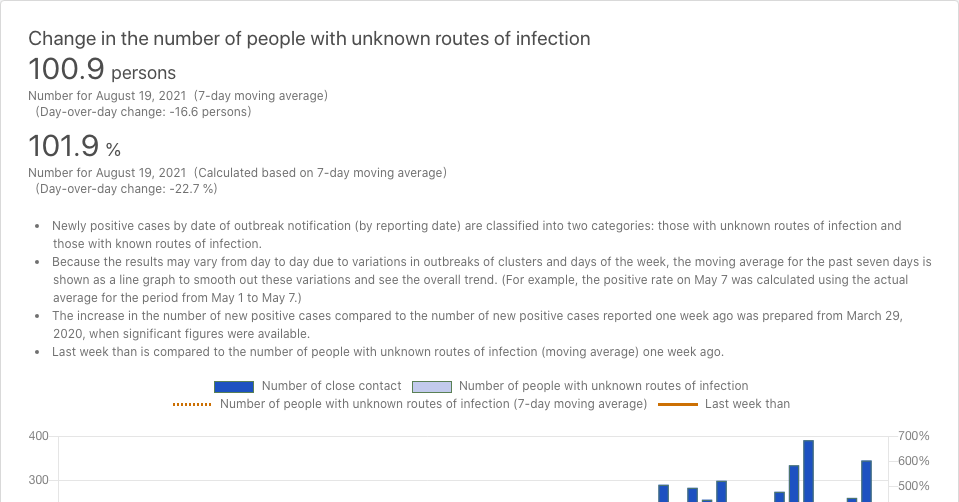 Change in the number of people with unknown routes of infection
100.9 persons
Number for August 19, 2021  (7-day moving average)
(Day-over-day change: -16.6 persons)
101.9 %
Number for August 19, 2021  (Calculated based on 7-day moving average)
(Day-over-day change: -22.7 %)
• Newly positive cases by date of outbreak notification (by reporting date) are classified into two categories: those with unknown routes of infection and
those with known routes of infection.
• Because the results may vary from day to day due to variations in outbreaks of clusters and days of the week, the moving average for the past seven days is
shown as a line graph to smooth out these variations and see the overall trend. (For example, the positive rate on May 7 was calculated using the actual
average for the period from May 1 to May 7.)
• The increase in the number of new positive cases compared to the number of new positive cases reported one week ago was prepared from March 29,
2020, when significant figures were available.
• Last week than is compared to the number of people with unknown routes of infection (moving average) one week ago.
Number of close contact Number of people with unknown routes of infection
Number of people with unknown routes of infection (7-day moving average) Last week than
400 700%
600%
300 500%